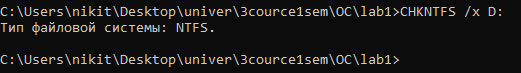 C:\Users\nikit\Desktop\univer\3cource1sem\OC\lab1>CHKNTFS /x D:
Тип файловой системы: NTFS.
C:\Users\nikit\Desktop\univer\3cource1sem\OC\lab1>